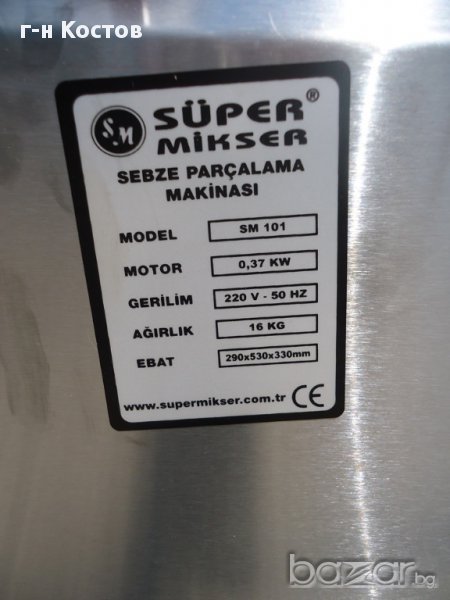 г-н Костов
S.M SÜPER®
MİKSER
SEBZE PARÇALAMA
MAKİNASI
MODEL SM 101
MOTOR 0,37 KW
GERİLİM 220 V - 50 HZ
AĞIRLIK 16 KG
EBAT 290x530x330mm
www.supermikser.com.tr CE
bazar.bg